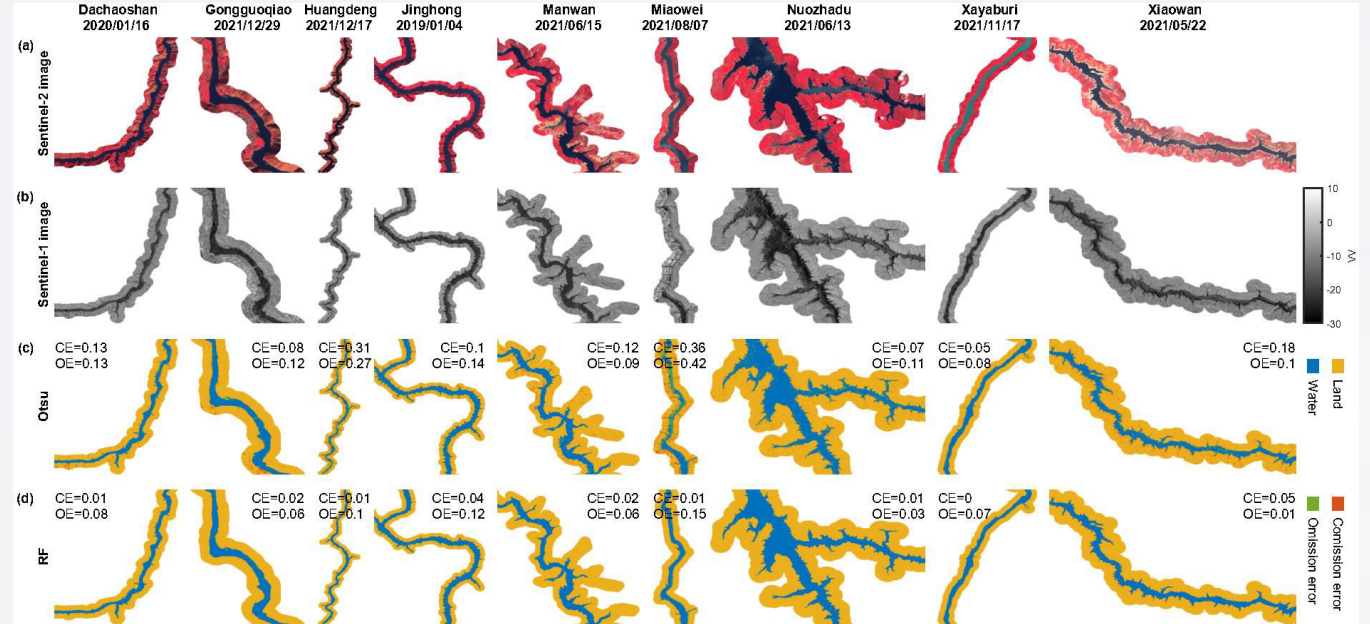 Dachaoshan Gongguoqiao Huangdeng Jinghong Manwan Miaowei Nuozhadu Xayaburi Xiaowan
2020/01/16 2021/12/29 2021/12/17 2019/01/04 2021/06/15 2021/08/07 2021/06/13 2021/11/17 2021/05/22
(a)
Sentinel-2 image
(b)
Sentinel-1 image
10
0
-10
-20
-30
VV
(c)
Otsu
CE=0.13 CE=0.08 CE=0.31 CE=0.1 CE=0.12 CE=0.36 CE=0.07 CE=0.05 CE=0.18
OE=0.13 OE=0.12 OE=0.27 OE=0.14 OE=0.09 OE=0.42 OE=0.11 OE=0.08 OE=0.1
Water
Land
(d)
RF
CE=0.01 CE=0.02 CE=0.01 CE=0.04 CE=0.02 CE=0.01 CE=0.01 CE=0 CE=0.05
OE=0.08 OE=0.06 OE=0.1 OE=0.12 OE=0.06 OE=0.15 OE=0.03 OE=0.07 OE=0.01
Omission error
Comission error